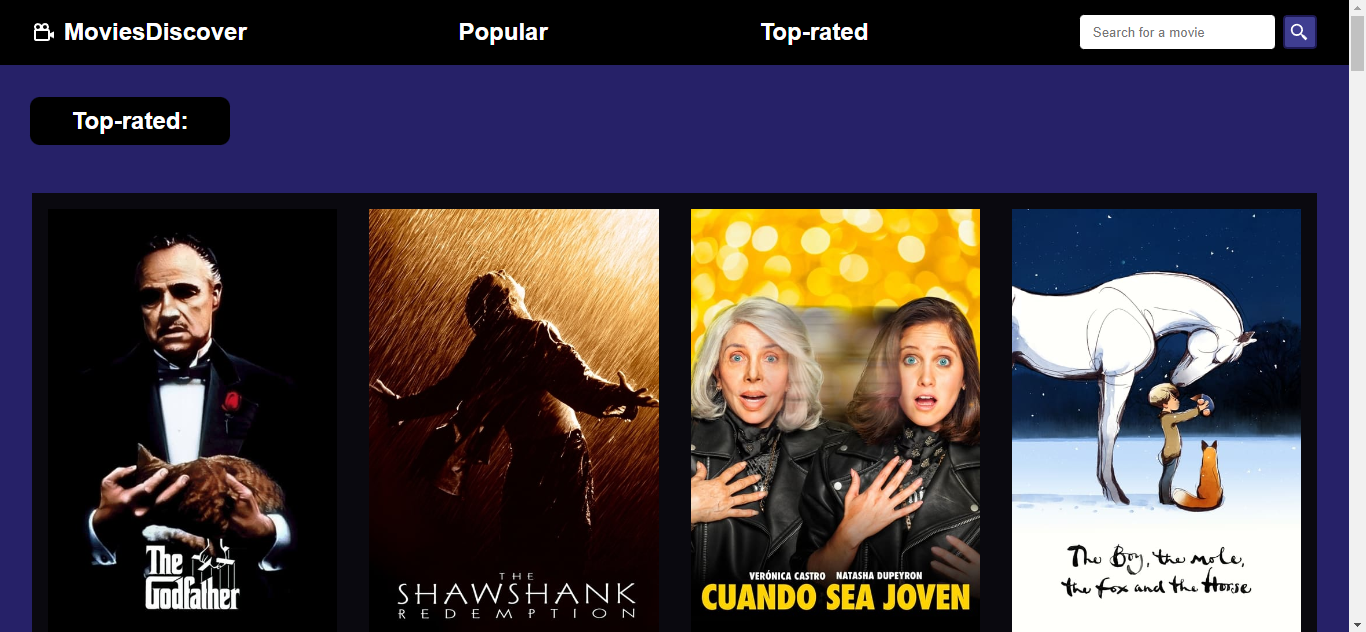 MoviesDiscover
Popular
Top-rated
Search for a movie
Top-rated:
The
Godfather
THE
SHAWSHANK
REDEMPTION
VERÓNICA CASTRO NATASHA DUPEYRON
CUANDO SEA JOVEN
The Boy, the mole,
the fox and the Horse